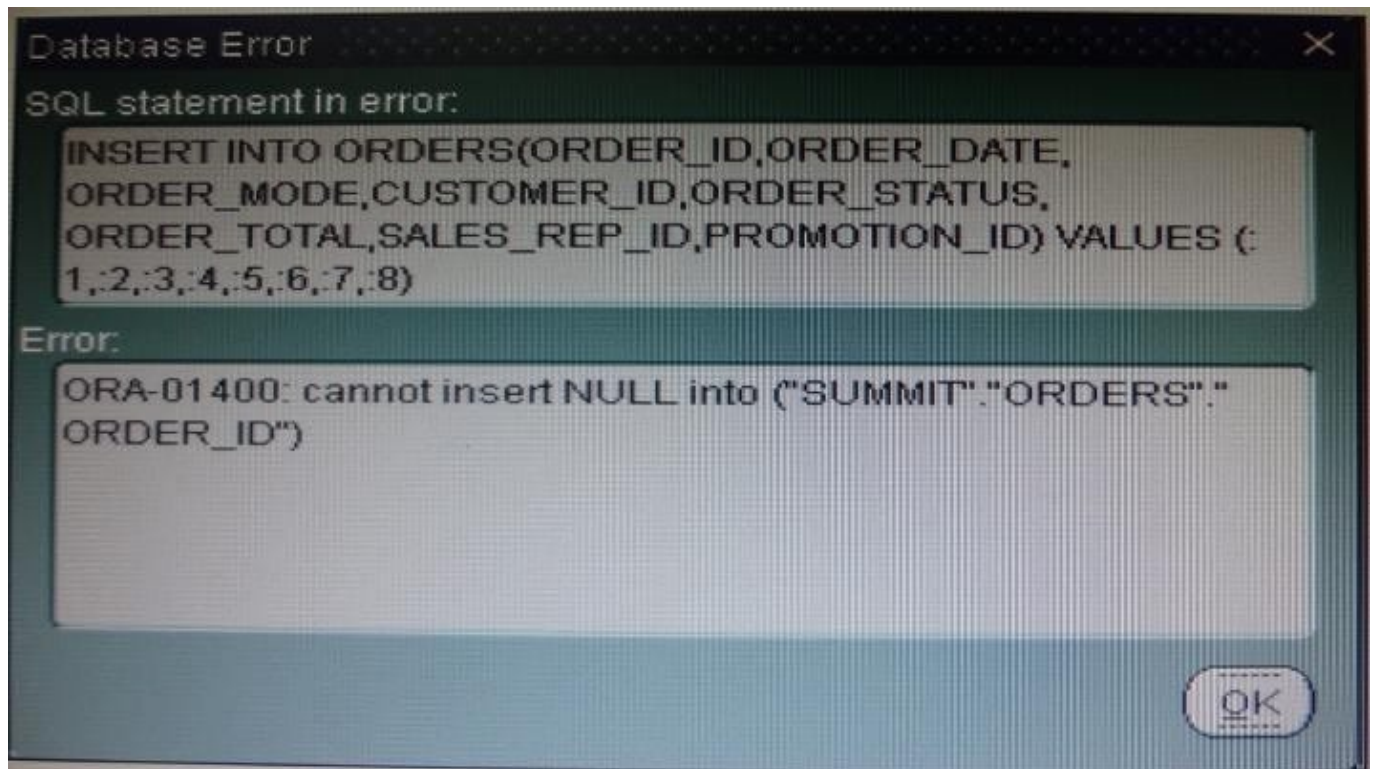 Database Error
SQL statement in error:
INSERT INTO ORDERS(ORDER_ID,ORDER_DATE,
ORDER_MODE,CUSTOMER_ID,ORDER_STATUS,
ORDER_TOTAL,SALES_REP_ID,PROMOTION_ID) VALUES (:
1,:2,:3,:4,:5,:6,:7,:8)
Error:
ORA-01400: cannot insert NULL into ("SUMMIT"."ORDERS"."
ORDER_ID")
OK